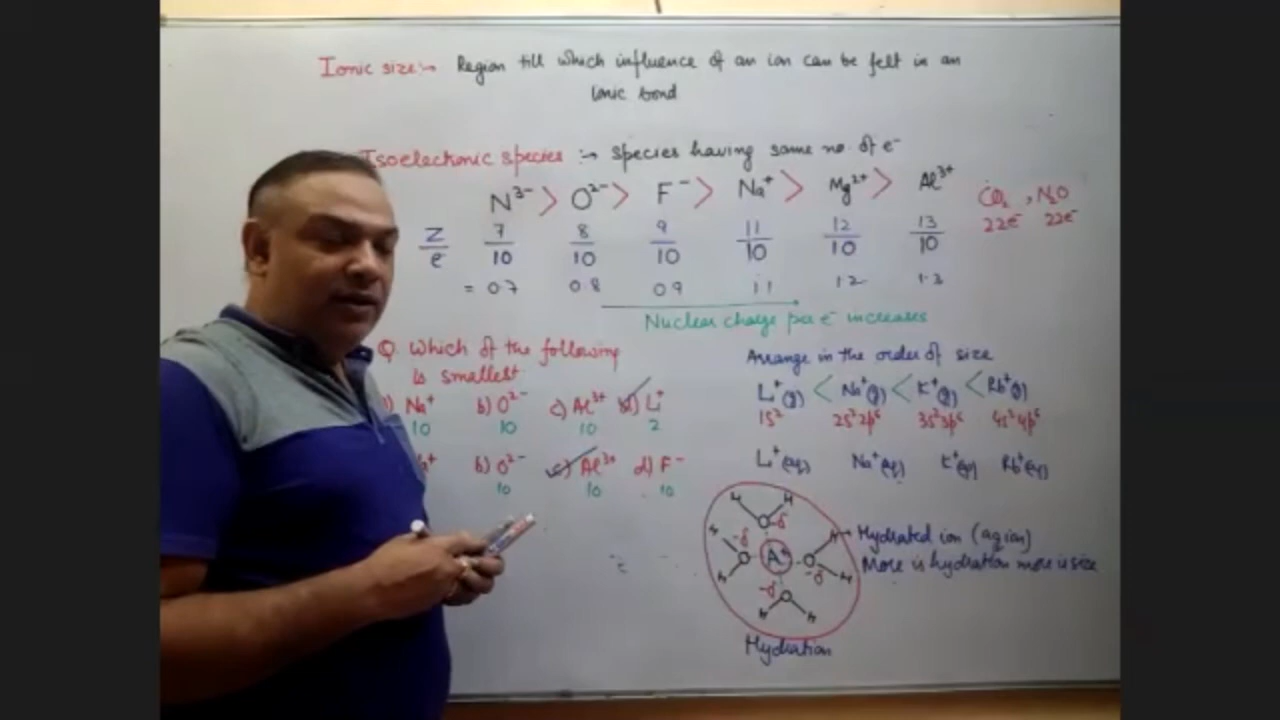 Ionic size:→ Region till which influence of an ion can be felt in an
Ionic bond
Isoelectronic species :→ Species having same no. of e⁻
N³⁻ > O²⁻ > F⁻ > Na⁺ > Mg²⁺ > Al³⁺
CO₂ , N₂O
22e⁻ 22e⁻
Z/e 7/10 8/10 9/10 11/10 12/10 13/10
= 0.7 0.8 0.9 1.1 1.2 1.3
Nuclear charge per e⁻ increases
Q. Which of the following
is smallest
) Na⁺ b) O²⁻ c) Al³⁺ d) Li⁺
10 10 10 2
b) O²⁻ c) Al³⁺ d) F⁻
10 10 10
Arrange in the order of size
Li⁺(g) < Na⁺(g) < K⁺(g) < Rb⁺(g)
1s² 2s²2p⁶ 3s²3p⁶ 4s²4p⁶
Li⁺(aq) Na⁺(aq) K⁺(aq) Rb⁺(aq)
H H
O -δ
H H
-δ O A⁺ O -δ
H H
-δ O
H H
Hydrated ion (aq ion)
More is hydration more is size
Hydration